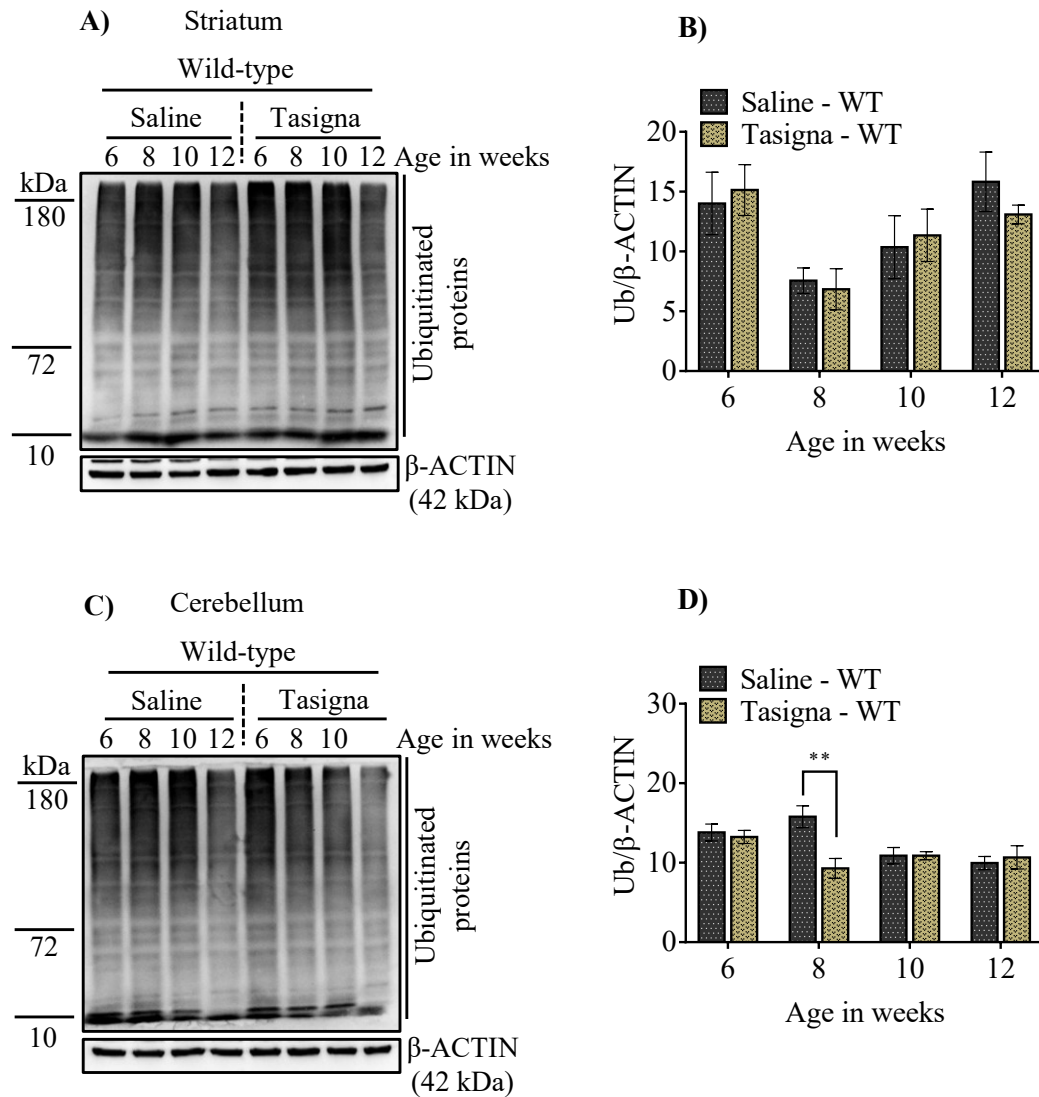 A) Striatum
Wild-type
Saline Tasigna
6 8 10 12 6 8 10 12 Age in weeks
kDa
180
72
10
Ubiquitinated
proteins
β-ACTIN
(42 kDa)
B)
Saline - WT
Tasigna - WT
Ub/β-ACTIN
20
15
10
5
0
6 8 10 12
Age in weeks
C) Cerebellum
Wild-type
Saline Tasigna
6 8 10 12 6 8 10 Age in weeks
kDa
180
72
10
Ubiquitinated
proteins
β-ACTIN
(42 kDa)
D)
Saline - WT
Tasigna - WT
Ub/β-ACTIN
30
20
10
0
**
6 8 10 12
Age in weeks